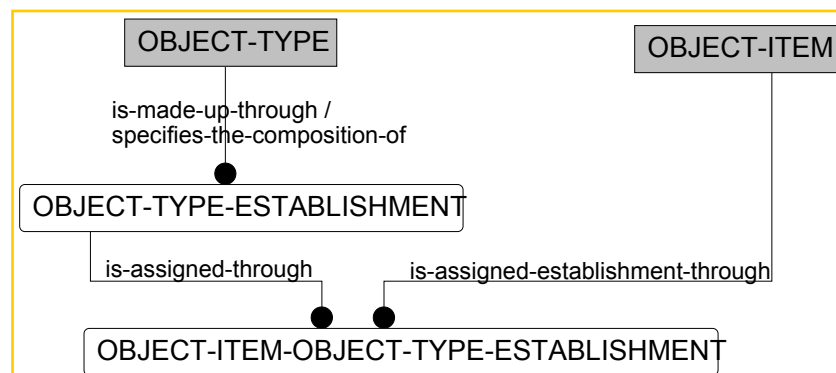 OBJECT-TYPE
OBJECT-ITEM
is-made-up-through /
specifies-the-composition-of
OBJECT-TYPE-ESTABLISHMENT
is-assigned-through
is-assigned-establishment-through
OBJECT-ITEM-OBJECT-TYPE-ESTABLISHMENT